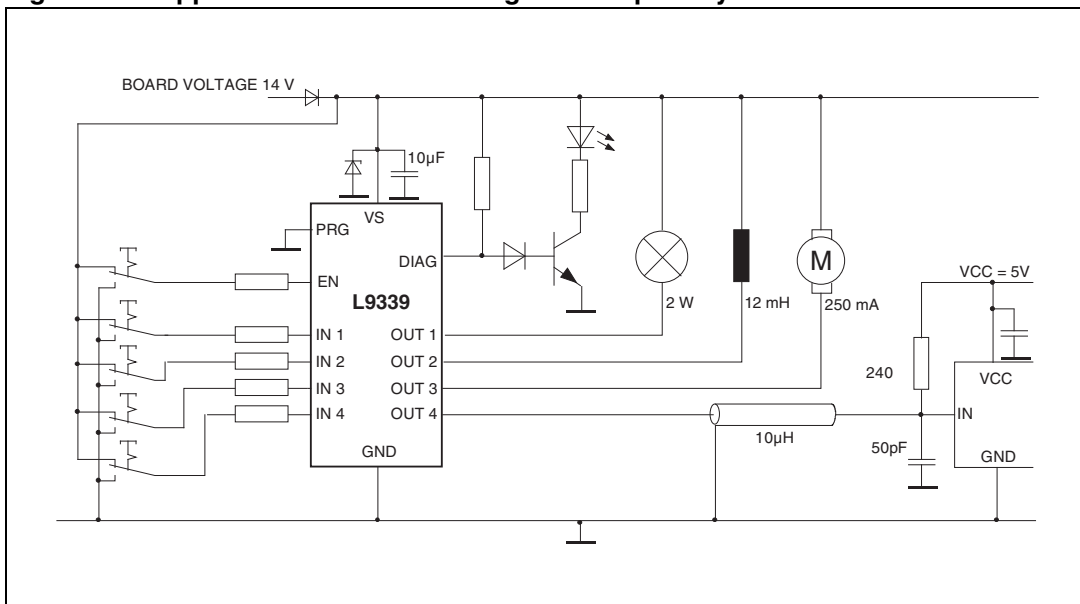 BOARD VOLTAGE 14 V
10µF
VS
PRG
DIAG
EN
L9339
M
VCC = 5V
2 W
12 mH
250 mA
IN 1
OUT 1
IN 2
OUT 2
IN 3
OUT 3
IN 4
OUT 4
240
VCC
IN
10µH
50pF
GND
GND